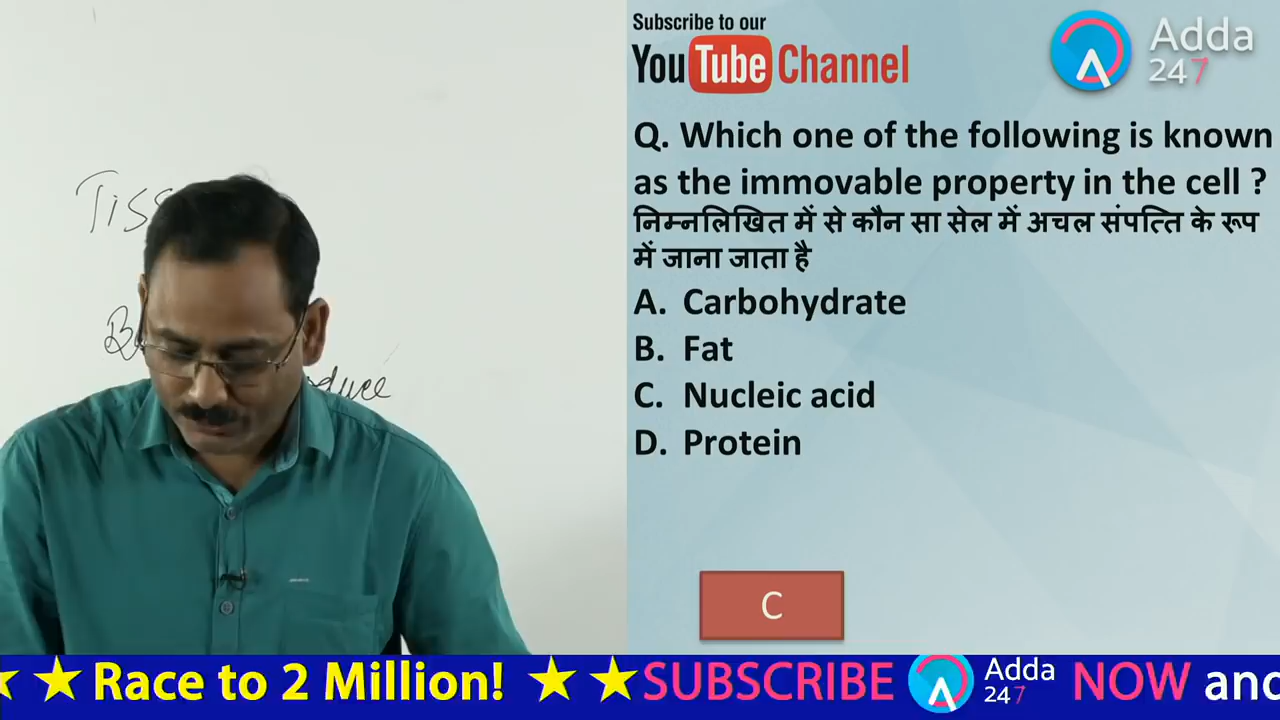 Subscribe to our
YouTube Channel
Adda
247
Q. Which one of the following is known
as the immovable property in the cell ?
निम्नलिखित में से कौन सा सेल में अचल संपत्ति के रूप
में जाना जाता है
A. Carbohydrate
B. Fat
C. Nucleic acid
D. Protein
C
Race to 2 Million! SUBSCRIBE Adda 247 NOW and